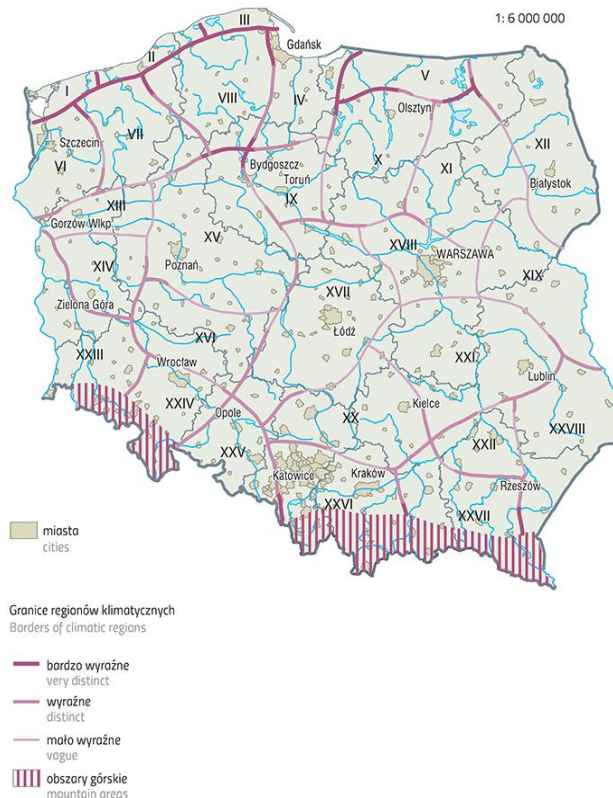 1: 6 000 000
III
Gdańsk
II
I
V
VIII
IV
Olsztyn
VII
Szczecin
VI
XII
X
XI
Bydgoszcz
Białystok
Toruń
IX
XIII
Gorzów Wlkp
XV
XVIII
WARSZAWA
Poznań
XIV
XIX
XVII
Zielona Góra
Łódź
XVI
XXIII
Wrocław
XXI
Lublin
XXIV
Opole
Kielce
XX
XXVIII
XXV
XXII
Katowice
Kraków
Rzeszów
XXVI
XXVII
miasta
cities
Granice regionów klimatycznych
Borders of climatic regions
bardzo wyraźne
very distinct
wyraźne
distinct
mało wyraźne
vague
obszary górskie
mountain areas